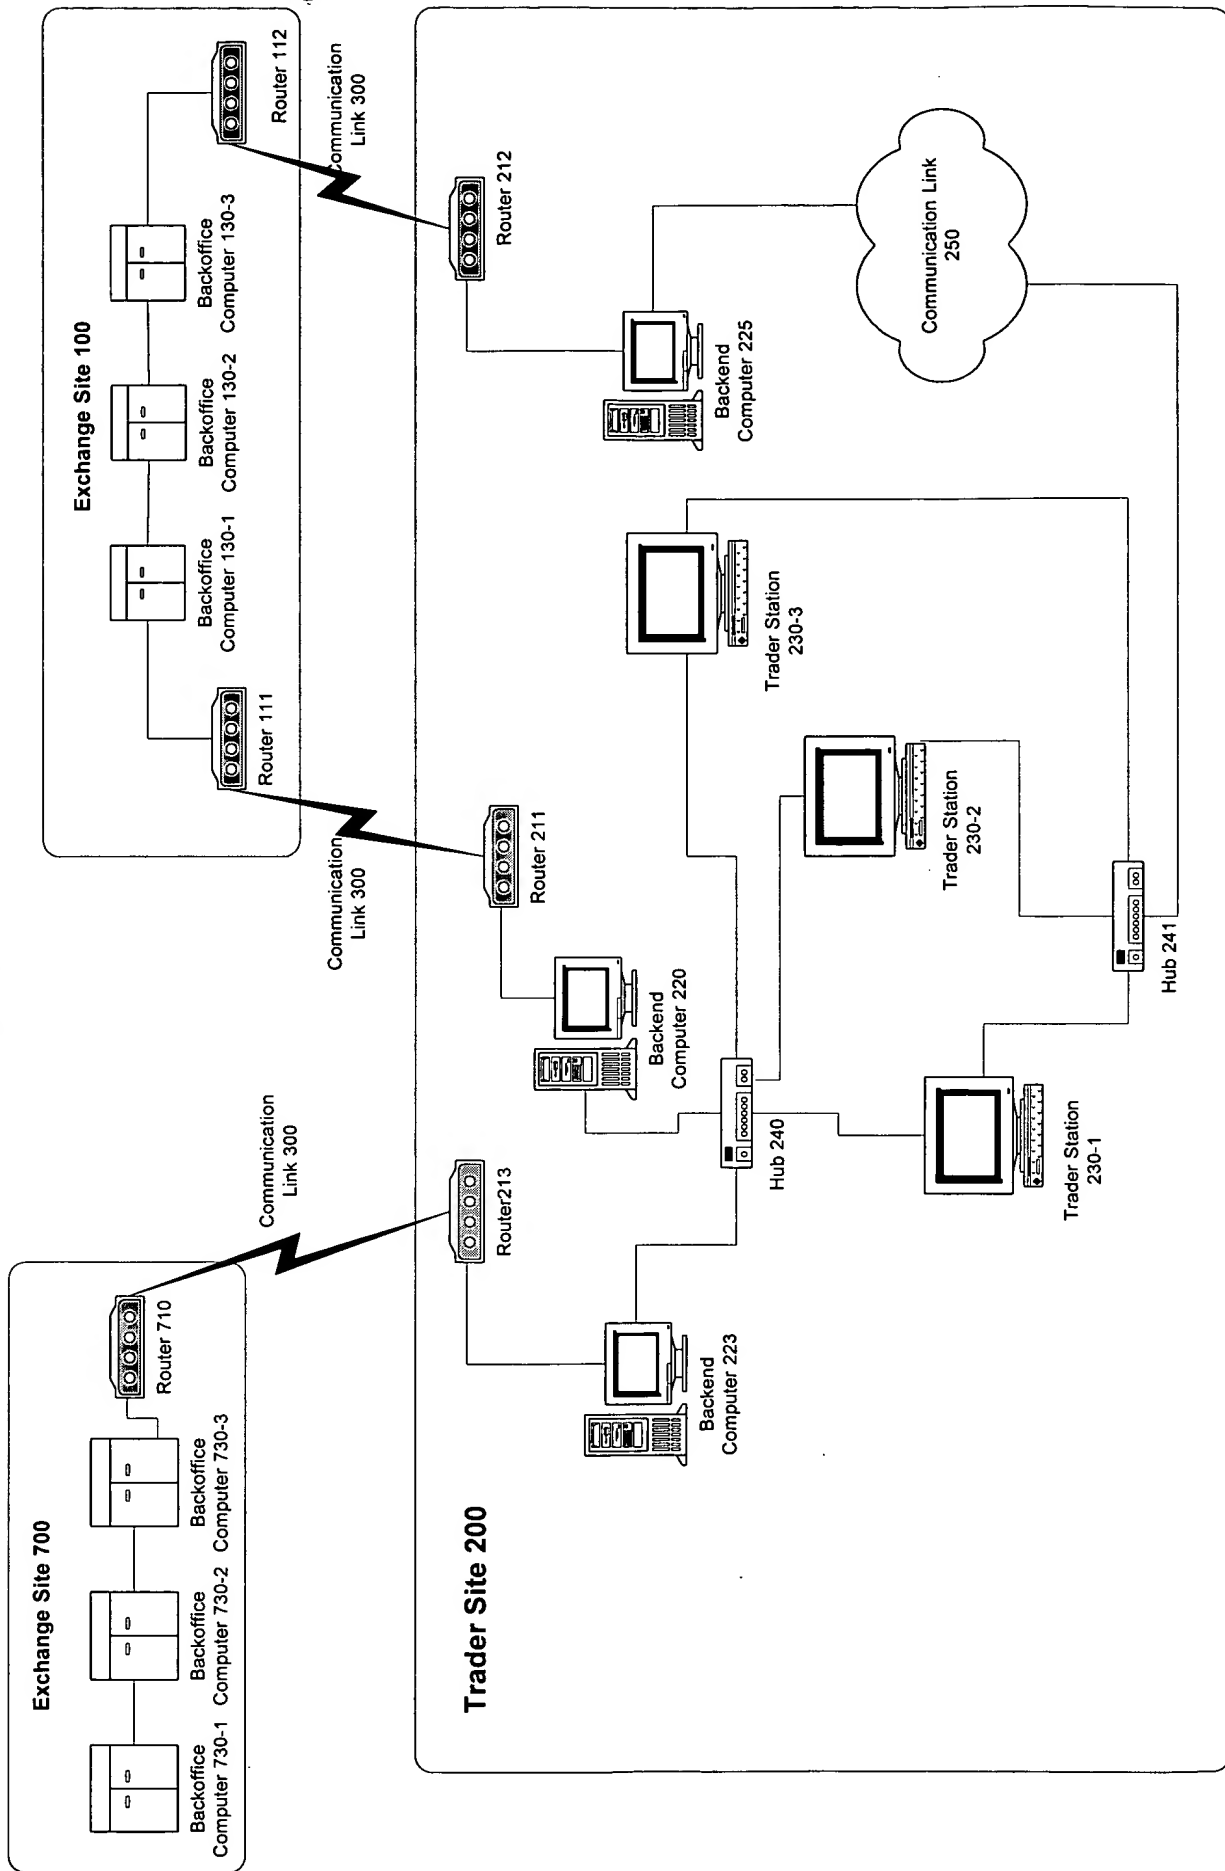 Exchange Site 700
Backoffice
Computer 730-1
Backoffice
Computer 730-2
Backoffice
Computer 730-3
Router 710
Communication
Link 300
Exchange Site 100
Router 111
Backoffice
Computer 130-1
Backoffice
Computer 130-2
Backoffice
Computer 130-3
Router 112
Communication
Link 300
Communication
Link 300
Trader Site 200
Router213
Router 211
Router 212
Backend
Computer 223
Backend
Computer 220
Backend
Computer 225
Hub 240
Trader Station
230-3
Trader Station
230-2
Trader Station
230-1
Communication Link
250
Hub 241